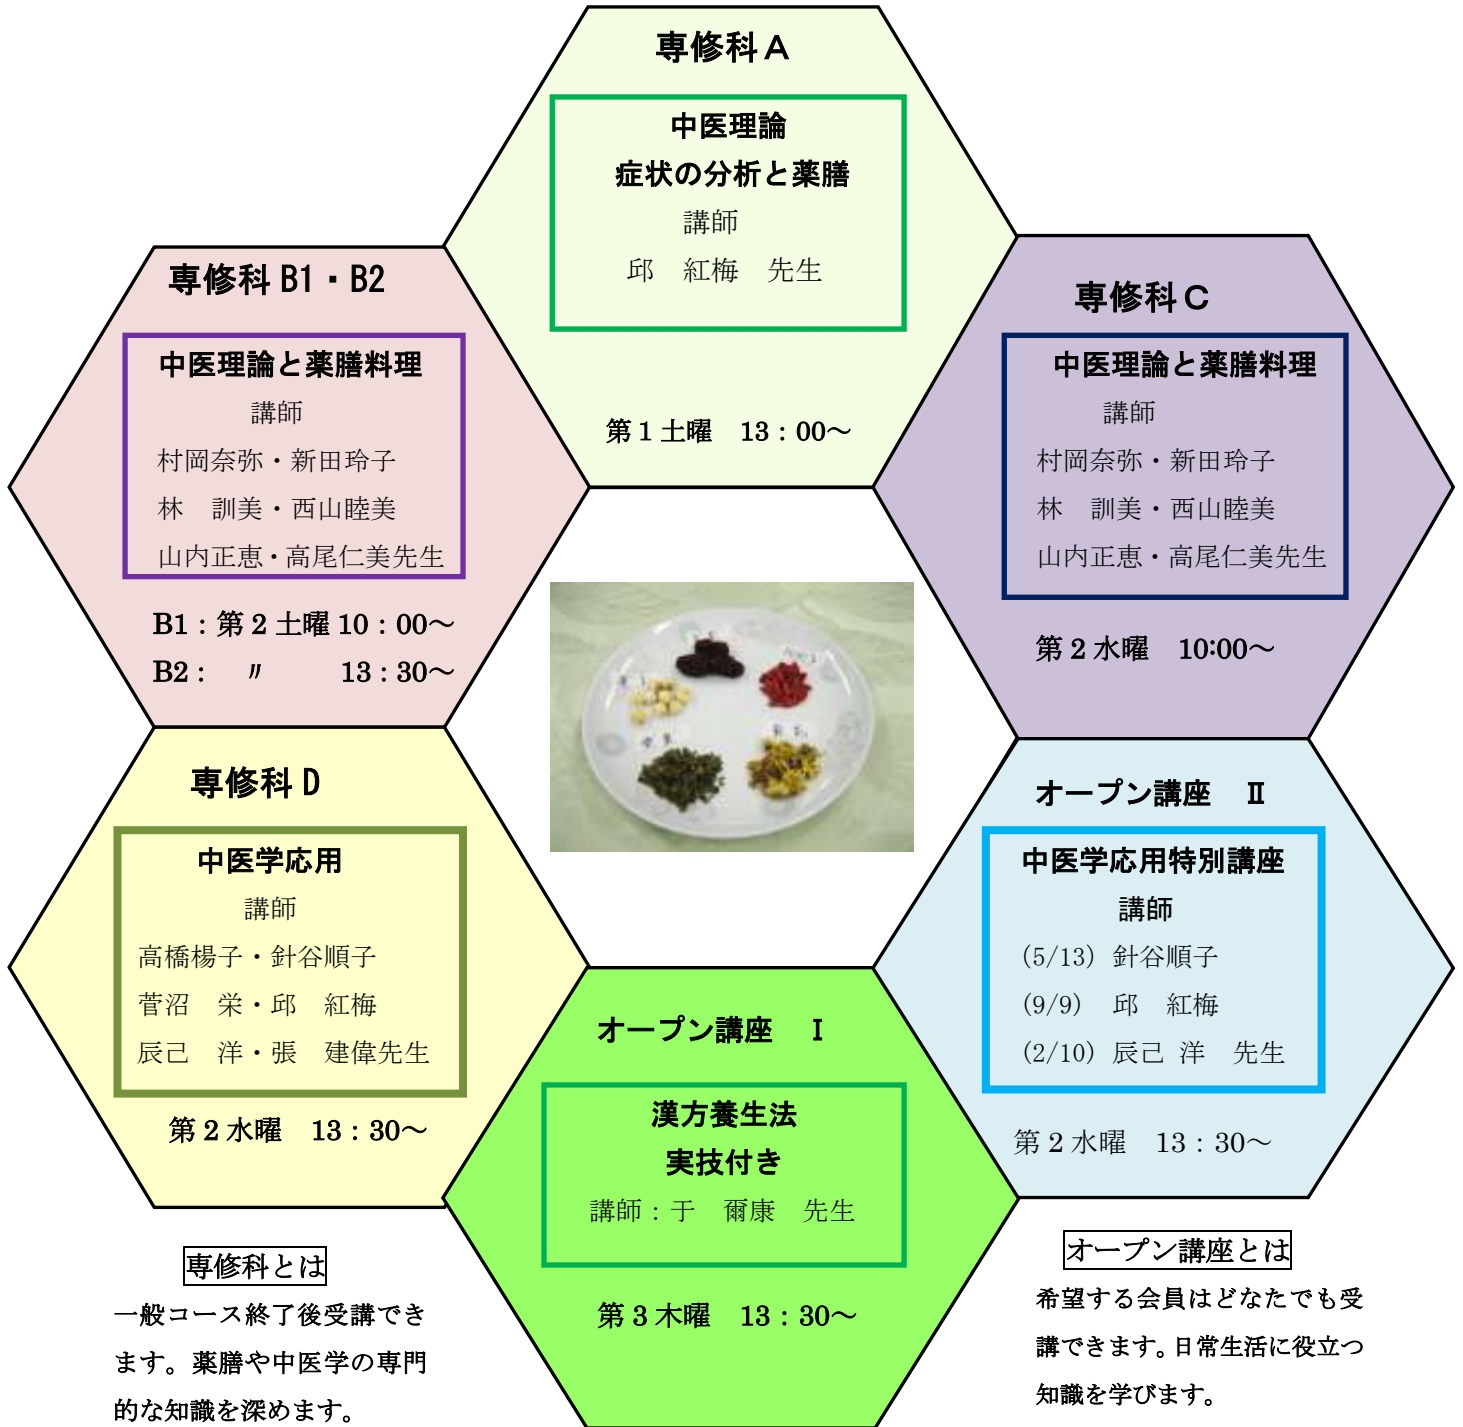 専修科Ａ
中医理論
症状の分析と薬膳
講師
邱　紅梅　先生
第１土曜　13：00～
専修科 B1・B2
中医理論と薬膳料理
講師
村岡奈弥・新田玲子
林　訓美・西山睦美
山内正恵・高尾仁美先生
B1：第２土曜 10：00～
B2：　〃　　　13：30～
専修科Ｃ
中医理論と薬膳料理
講師
村岡奈弥・新田玲子
林　訓美・西山睦美
山内正恵・高尾仁美先生
第２水曜　10:00～
専修科 D
中医学応用
講師
高橋楊子・針谷順子
菅沼　栄・邱　紅梅
辰己　洋・張　建偉先生
第２水曜　13：30～
オープン講座　Ⅱ
中医学応用特別講座
講師
(5/13) 針谷順子
(9/9)　邱　紅梅
(2/10) 辰己 洋　先生
第２水曜　13：30～
オープン講座　Ⅰ
漢方養生法
実技付き
講師：于　爾康　先生
第３木曜　13：30～
専修科とは
一般コース終了後受講でき
ます。薬膳や中医学の専門
的な知識を深めます。
オープン講座とは
希望する会員はどなたでも受
講できます。日常生活に役立つ
知識を学びます。